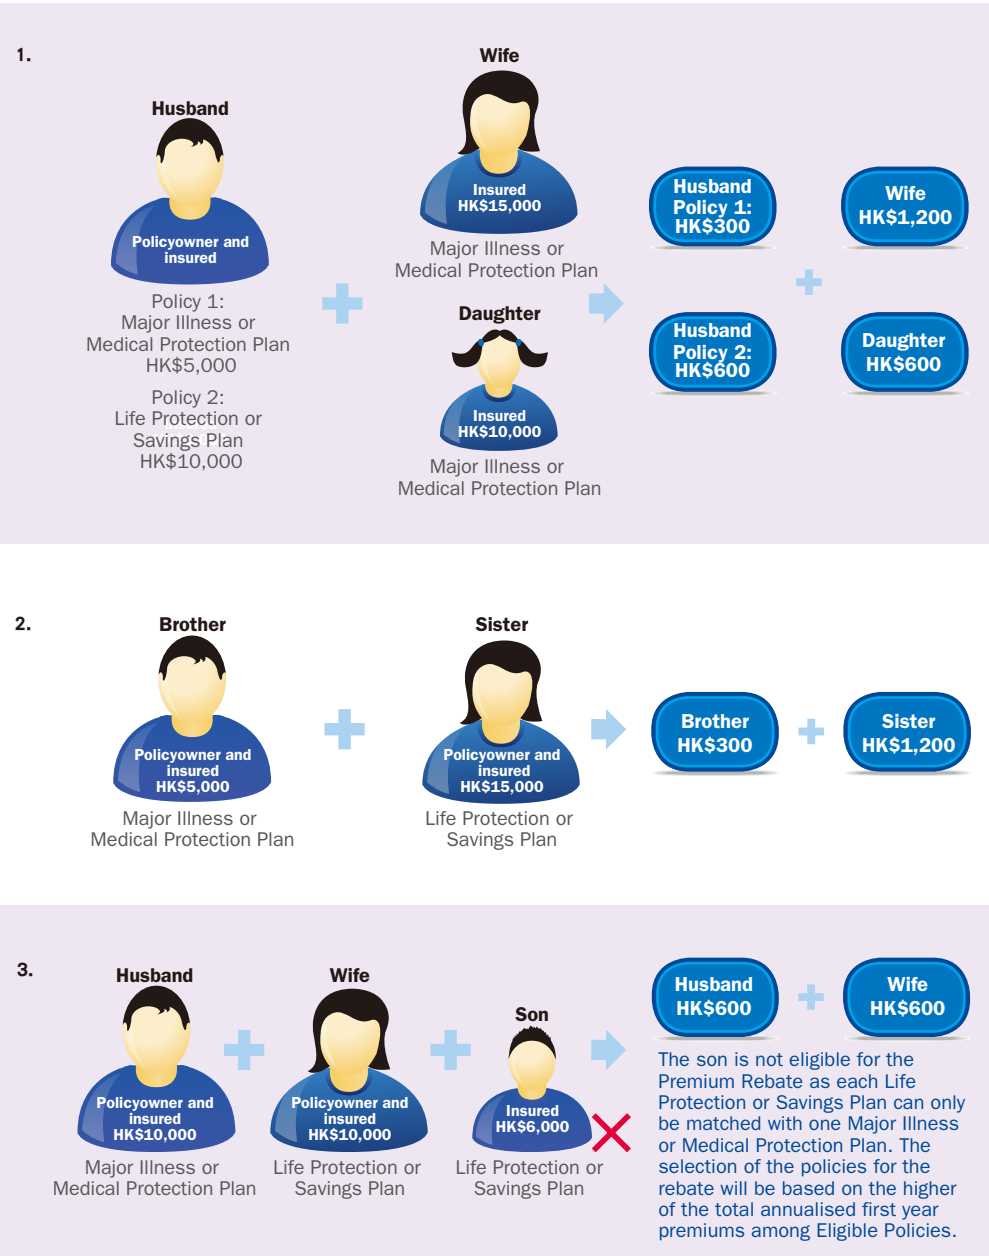 1.
Husband
Policyowner and
insured
Policy 1:
Major Illness or
Medical Protection Plan
HK$5,000
Policy 2:
Life Protection or
Savings Plan
HK$10,000
Wife
Insured
HK$15,000
Major Illness or
Medical Protection Plan
Daughter
Insured
HK$10,000
Major Illness or
Medical Protection Plan
Husband
Policy 1:
HK$300
Wife
HK$1,200
Husband
Policy 2:
HK$600
Daughter
HK$600
2.
Brother
Policyowner and
insured
HK$5,000
Major Illness or
Medical Protection Plan
Sister
Policyowner and
insured
HK$15,000
Life Protection or
Savings Plan
Brother
HK$300
Sister
HK$1,200
3.
Husband
Policyowner and
insured
HK$10,000
Major Illness or
Medical Protection Plan
Wife
Policyowner and
insured
HK$10,000
Life Protection or
Savings Plan
Son
Insured
HK$6,000
Life Protection or
Savings Plan
Husband
HK$600
Wife
HK$600
The son is not eligible for the
Premium Rebate as each Life
Protection or Savings Plan can only
be matched with one Major Illness
or Medical Protection Plan. The
selection of the policies for the
rebate will be based on the higher
of the total annualised first year
premiums among Eligible Policies.